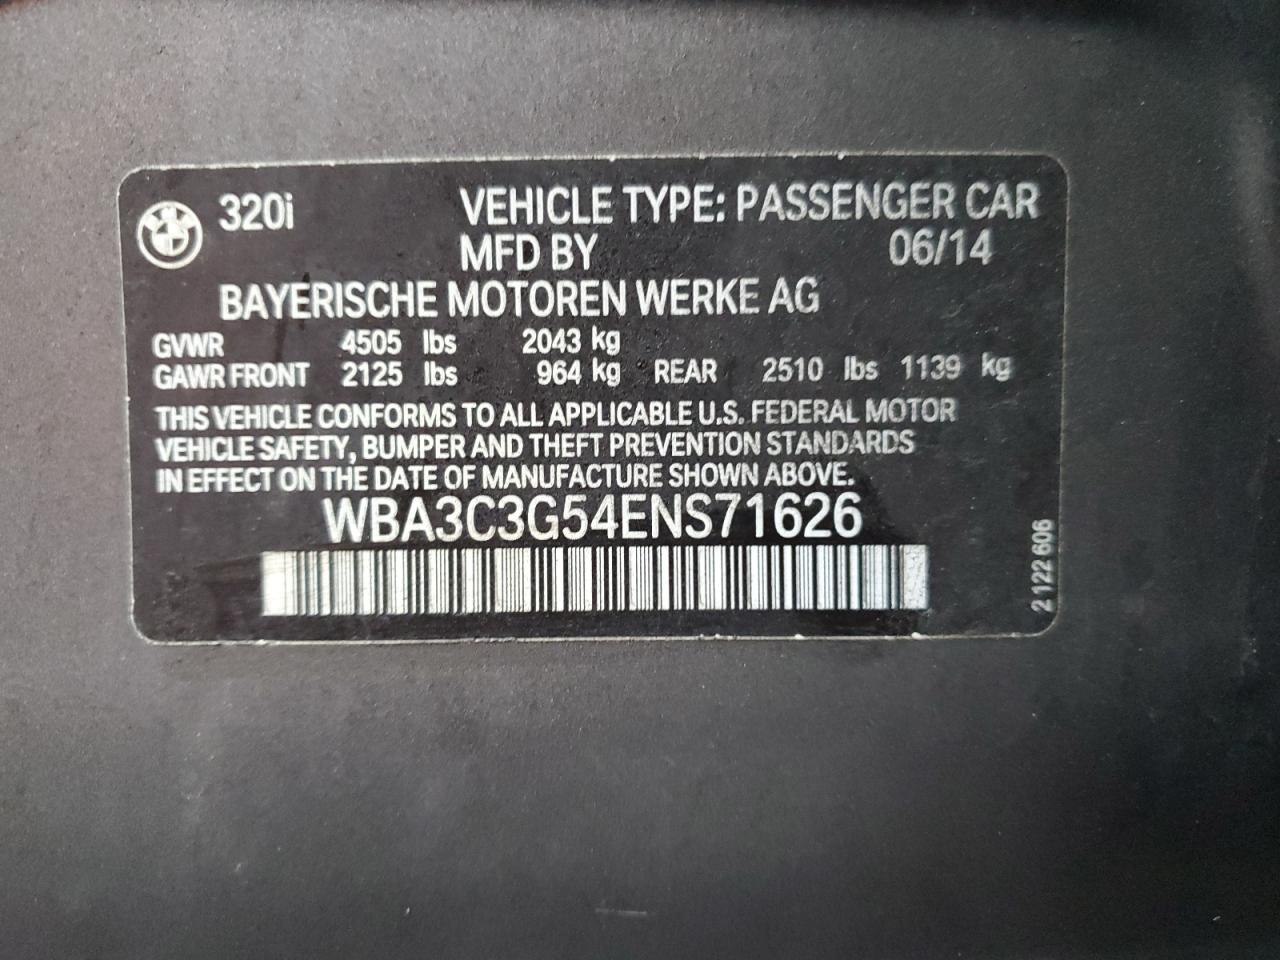 320i VEHICLE TYPE: PASSENGER CAR
MFD BY 06/14
BAYERISCHE MOTOREN WERKE AG
GVWR 4505 lbs 2043 kg
GAWR FRONT 2125 lbs 964 kg REAR 2510 lbs 1139 kg
THIS VEHICLE CONFORMS TO ALL APPLICABLE U.S. FEDERAL MOTOR
VEHICLE SAFETY, BUMPER AND THEFT PREVENTION STANDARDS
IN EFFECT ON THE DATE OF MANUFACTURE SHOWN ABOVE.
WBA3C3G54ENS71626
2 122 606